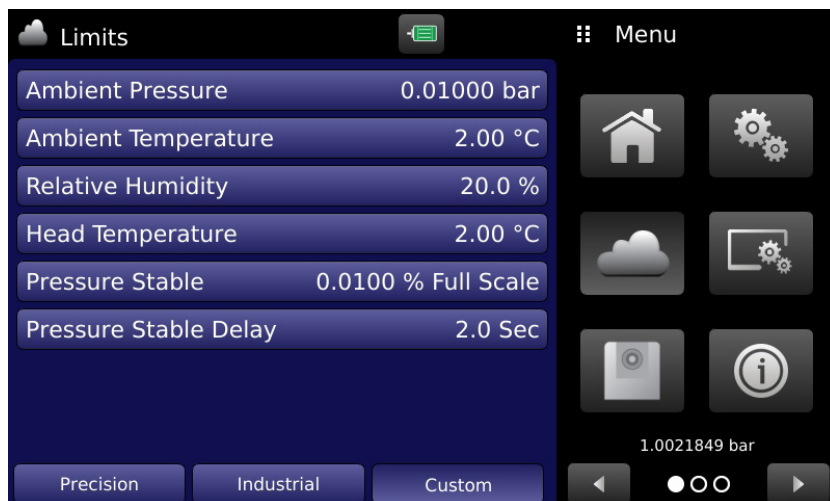 Limits
Menu
Ambient Pressure 0.01000 bar
Ambient Temperature 2.00 °C
Relative Humidity 20.0 %
Head Temperature 2.00 °C
Pressure Stable 0.0100 % Full Scale
Pressure Stable Delay 2.0 Sec
1.0021849 bar
Precision Industrial Custom